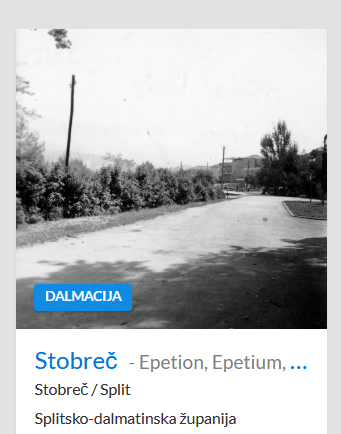 DALMACIJA
Stobreč - Epetion, Epetium, ...
Stobreč / Split
Splitsko-dalmatinska županija